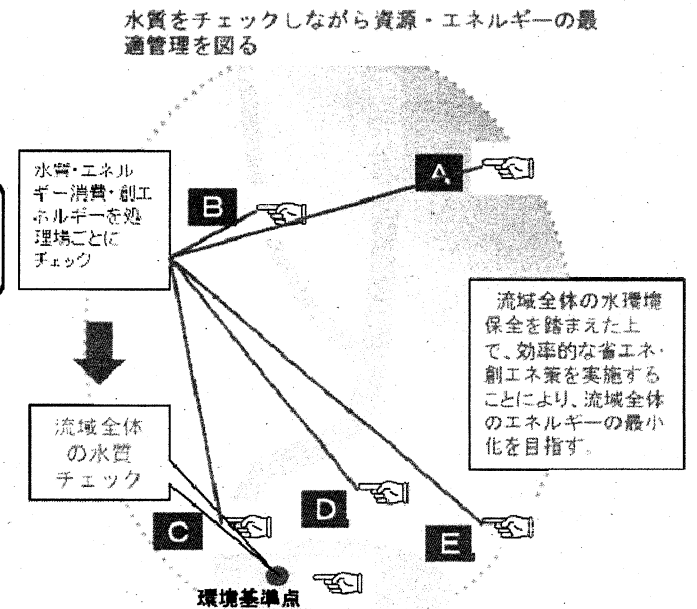 水質をチェックしながら資源・エネルギーの最
適管理を図る
水質・エネル
ギー消費・創エ
ネルギーを処
理場ごとに
チェック
A
B
流域全体の水環境
保全を踏まえた上
で、効率的な省エネ・
創エネ策を実施する
ことにより、流域全体
のエネルギーの最小
化を目指す。
流域全体
の水質
チェック
C
D
E
環境基準点